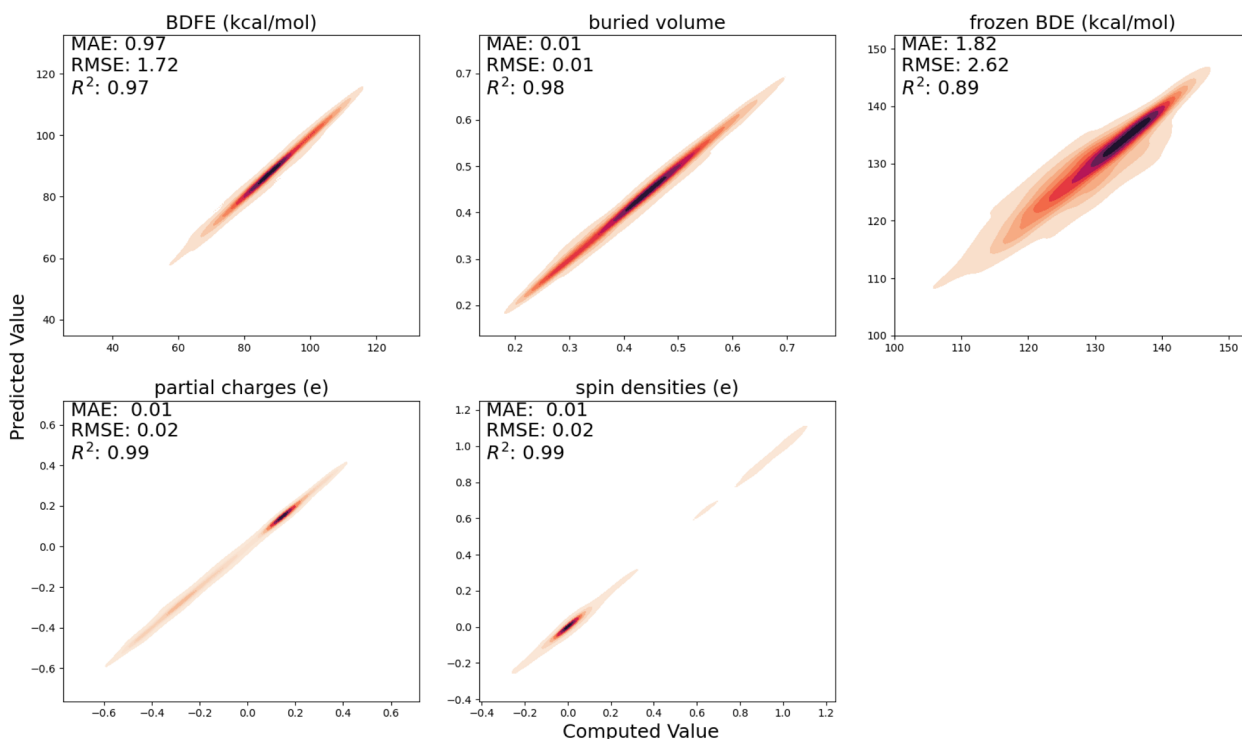 BDFE (kcal/mol)
MAE: 0.97
RMSE: 1.72
R²: 0.97
120
100
80
60
40
40 60 80 100 120
buried volume
MAE: 0.01
RMSE: 0.01
R²: 0.98
0.7
0.6
0.5
0.4
0.3
0.2
0.2 0.3 0.4 0.5 0.6 0.7
frozen BDE (kcal/mol)
MAE: 1.82
RMSE: 2.62
R²: 0.89
150
140
130
120
110
100
100 110 120 130 140 150
Predicted Value
partial charges (e)
MAE: 0.01
RMSE: 0.02
R²: 0.99
0.6
0.4
0.2
0.0
−0.2
−0.4
−0.6
−0.6 −0.4 −0.2 0.0 0.2 0.4 0.6
spin densities (e)
MAE: 0.01
RMSE: 0.02
R²: 0.99
1.2
1.0
0.8
0.6
0.4
0.2
0.0
−0.2
−0.4
−0.4 −0.2 0.0 0.2 0.4 0.6 0.8 1.0 1.2
Computed Value